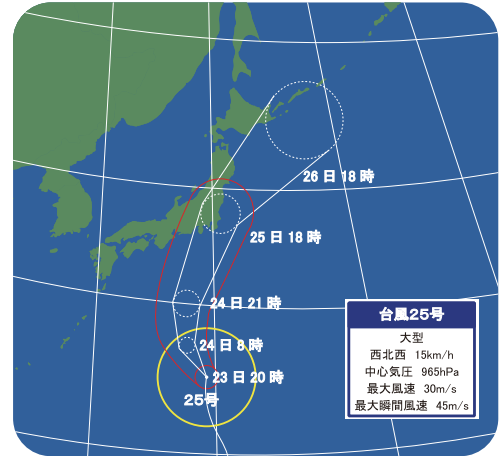 26日18時
25日18時
24日21時
24日8時
23日20時
25号
台風25号
大型
西北西 15km/h
中心気圧 965hPa
最大風速 30m/s
最大瞬間風速 45m/s